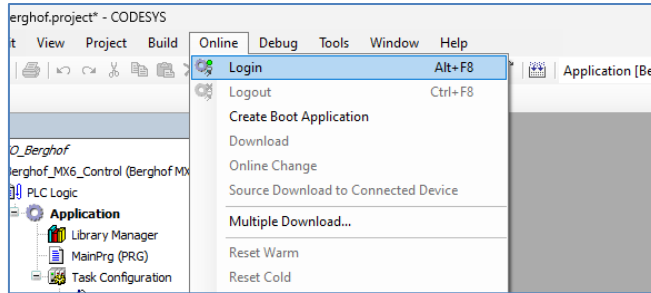 erghof.project* - CODESYS
t View Project Build Online Debug Tools Window Help
Login Alt+F8
Application [Be
Logout Ctrl+F8
Create Boot Application
Download
O_Berghof
Online Change
Berghof_MX6_Control (Berghof MX
Source Download to Connected Device
PLC Logic
Application
Multiple Download...
Library Manager
MainPrg (PRG)
Reset Warm
Task Configuration
Reset Cold